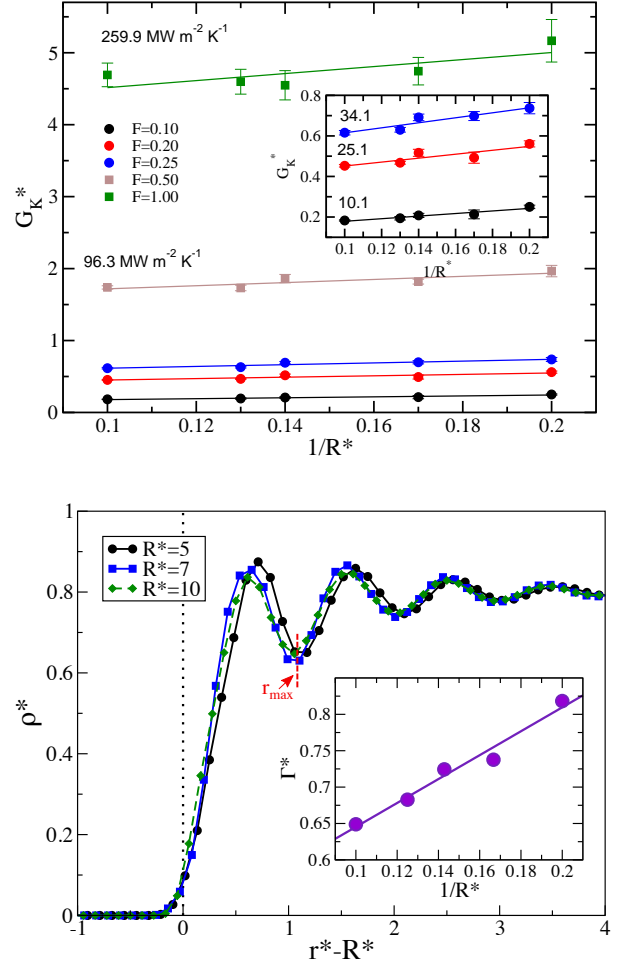 259.9 MW m⁻² K⁻¹
5
4
3
2
1
0
G_K*
F=0.10
F=0.20
F=0.25
F=0.50
F=1.00
96.3 MW m⁻² K⁻¹
0.1 0.12 0.14 0.16 0.18 0.2
1/R*
0.8
0.6
0.4
0.2
G_K*
34.1
25.1
10.1
0.1 0.12 0.14 0.16 0.18 0.2
1/R*
1
0.8
0.6
0.4
0.2
0
ρ*
R*=5
R*=7
R*=10
r_max
-1 0 1 2 3 4
r*-R*
0.8
0.75
0.7
0.65
0.6
Γ*
0.1 0.12 0.14 0.16 0.18 0.2
1/R*